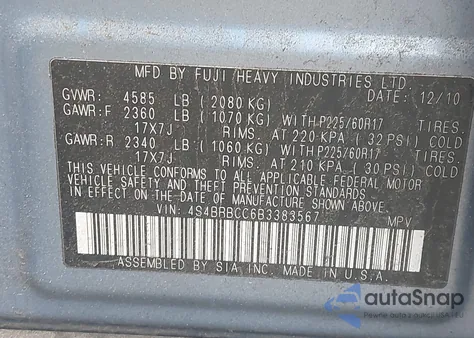 MFD BY FUJI HEAVY INDUSTRIES LTD.
DATE: 12/10
GVWR: 4585 LB (2080 KG)
GAWR:F 2360 LB (1070 KG) WITH P225/60R17 TIRES.
17X7J RIMS. AT 220 KPA (32 PSI) COLD
GAWR:R 2340 LB (1060 KG) WITH P225/60R17 TIRES.
17X7J RIMS. AT 210 KPA (30 PSI) COLD
THIS VEHICLE CONFORMS TO ALL APPLICABLE FEDERAL MOTOR
VEHICLE SAFETY AND THEFT PREVENTION STANDARDS
IN EFFECT ON THE DATE OF MANUFACTURE SHOWN ABOVE.
VIN: 4S4BRBCC6B3383567 MPV
ASSEMBLED BY SIA INC. MADE IN U.S.A.
autoSnap
Pewne auto z USA i EU